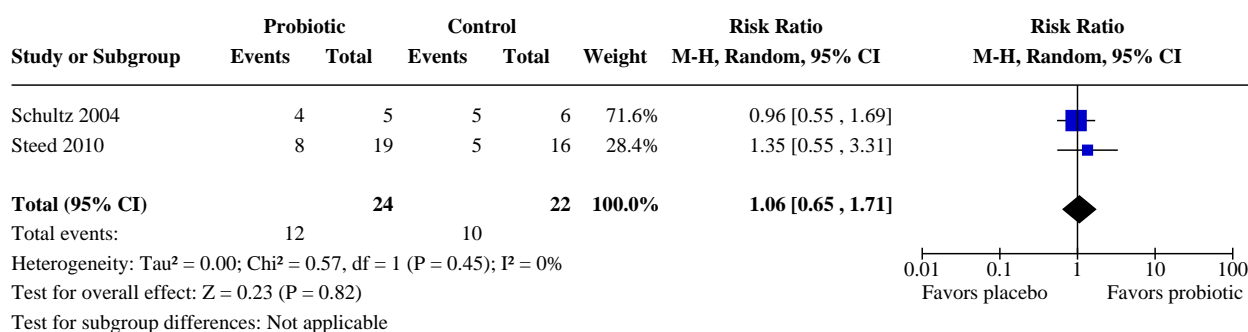 Probiotic Control Risk Ratio Risk Ratio
Study or Subgroup Events Total Events Total Weight M-H, Random, 95% CI M-H, Random, 95% CI
Schultz 2004 4 5 5 6 71.6% 0.96 [0.55 , 1.69]
Steed 2010 8 19 5 16 28.4% 1.35 [0.55 , 3.31]
Total (95% CI) 24 22 100.0% 1.06 [0.65 , 1.71]
Total events: 12 10
Heterogeneity: Tau² = 0.00; Chi² = 0.57, df = 1 (P = 0.45); I² = 0%
0.01 0.1 1 10 100
Test for overall effect: Z = 0.23 (P = 0.82)
Favors placebo Favors probiotic
Test for subgroup differences: Not applicable